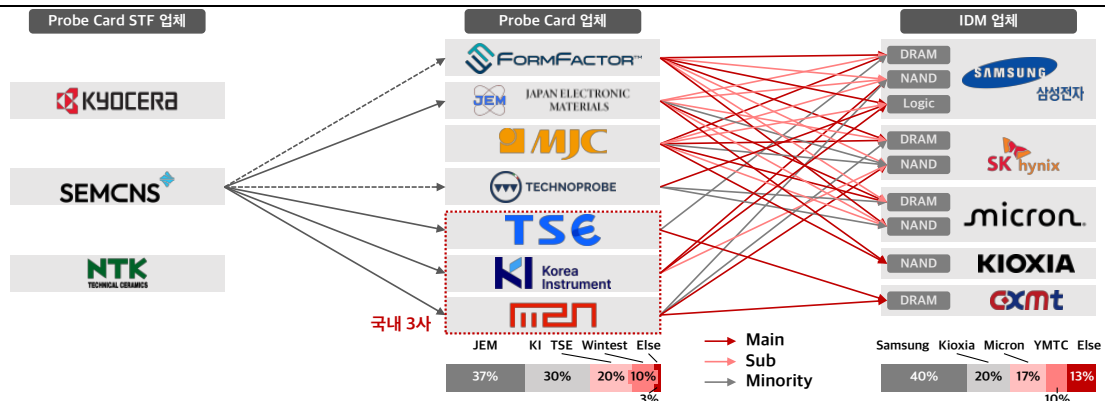 Probe Card STF 업체
Probe Card 업체
IDM 업체
KYOCERA
SEMCNS
NTK
TECHNICAL CERAMICS
FORMFACTOR™
JEM
JAPAN ELECTRONIC
MATERIALS
MJC
TECHNOPROBE
TSE
KI Korea
Instrument
국내 3사
DRAM
NAND
Logic
SAMSUNG
삼성전자
DRAM
NAND
SK hynix
DRAM
NAND
micron
NAND
KIOXIA
DRAM
cxmt
JEM KI TSE Wintest Else
37% 30% 20% 10%
3%
Main
Sub
Minority
Samsung Kioxia Micron YMTC Else
40% 20% 17% 13%
10%